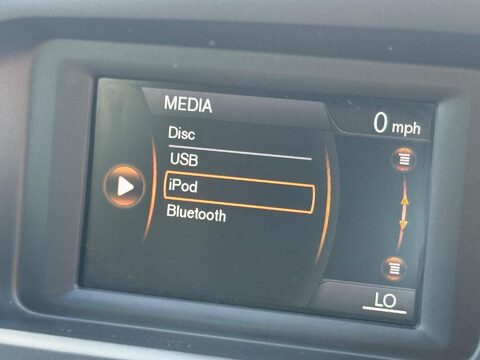 MEDIA
0 mph
Disc
USB
iPod
Bluetooth
LO